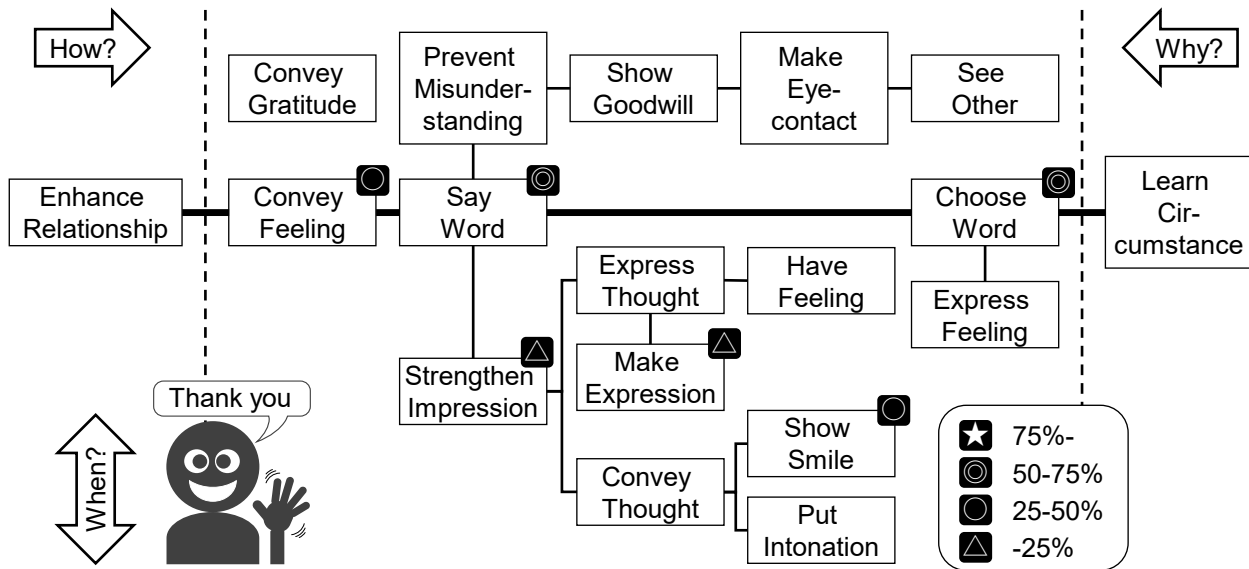 How?
Why?
Convey
Gratitude
Prevent
Misunder-
standing
Show
Goodwill
Make
Eye-
contact
See
Other
Enhance
Relationship
Convey
Feeling
Say
Word
Choose
Word
Learn
Cir-
cumstance
Express
Thought
Have
Feeling
Express
Feeling
Strengthen
Impression
Make
Expression
Convey
Thought
Show
Smile
Put
Intonation
When?
Thank you
75%-
50-75%
25-50%
-25%